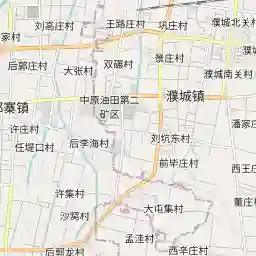 刘高庄村
王路庄村
巩庄村
濮城北关村
家村
双碾村
景庄村
后郭庄村
大张村
濮城南关村
中原油田第二
矿区
濮城镇
郎寨镇
许庄村
任堤口村
后李海村
刘坑东村
潘家
前毕庄村
西王庄
许集村
沙窝村
大屯集村
董庄
孟洼村
后郭龙村
西辛庄村